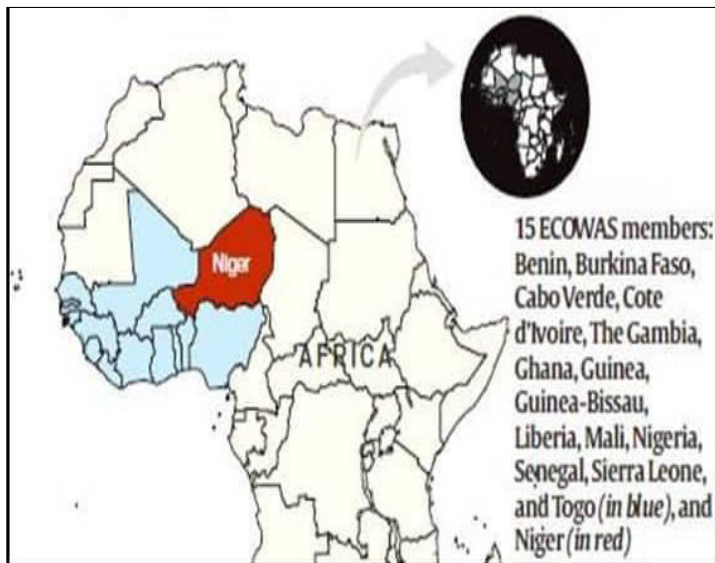 Niger
AFRICA
15 ECOWAS members:
Benin, Burkina Faso,
Cabo Verde, Cote
d'Ivoire, The Gambia,
Ghana, Guinea,
Guinea-Bissau,
Liberia, Mali, Nigeria,
Senegal, Sierra Leone,
and Togo (in blue), and
Niger (in red)